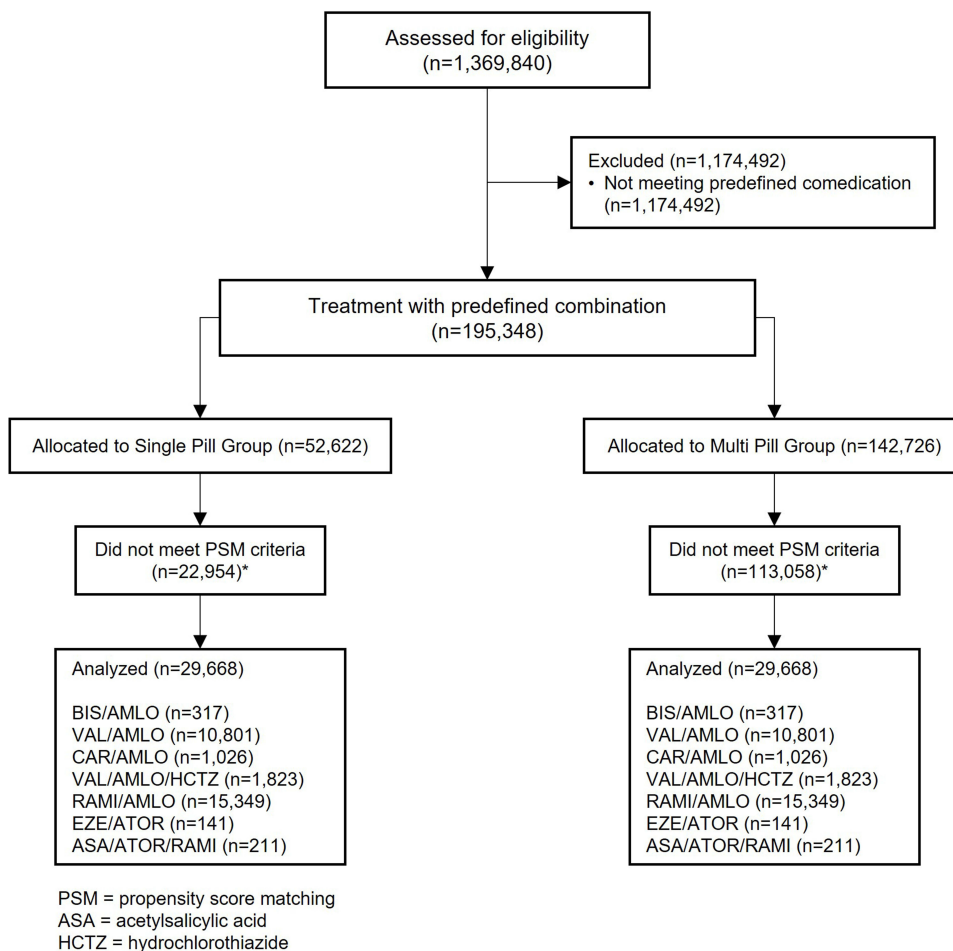 Assessed for eligibility
(n=1,369,840)
Excluded (n=1,174,492)
• Not meeting predefined comedication
(n=1,174,492)
Treatment with predefined combination
(n=195,348)
Allocated to Single Pill Group (n=52,622)
Allocated to Multi Pill Group (n=142,726)
Did not meet PSM criteria
(n=22,954)*
Did not meet PSM criteria
(n=113,058)*
Analyzed (n=29,668)
BIS/AMLO (n=317)
VAL/AMLO (n=10,801)
CAR/AMLO (n=1,026)
VAL/AMLO/HCTZ (n=1,823)
RAMI/AMLO (n=15,349)
EZE/ATOR (n=141)
ASA/ATOR/RAMI (n=211)
Analyzed (n=29,668)
BIS/AMLO (n=317)
VAL/AMLO (n=10,801)
CAR/AMLO (n=1,026)
VAL/AMLO/HCTZ (n=1,823)
RAMI/AMLO (n=15,349)
EZE/ATOR (n=141)
ASA/ATOR/RAMI (n=211)
PSM = propensity score matching
ASA = acetylsalicylic acid
HCTZ = hydrochlorothiazide